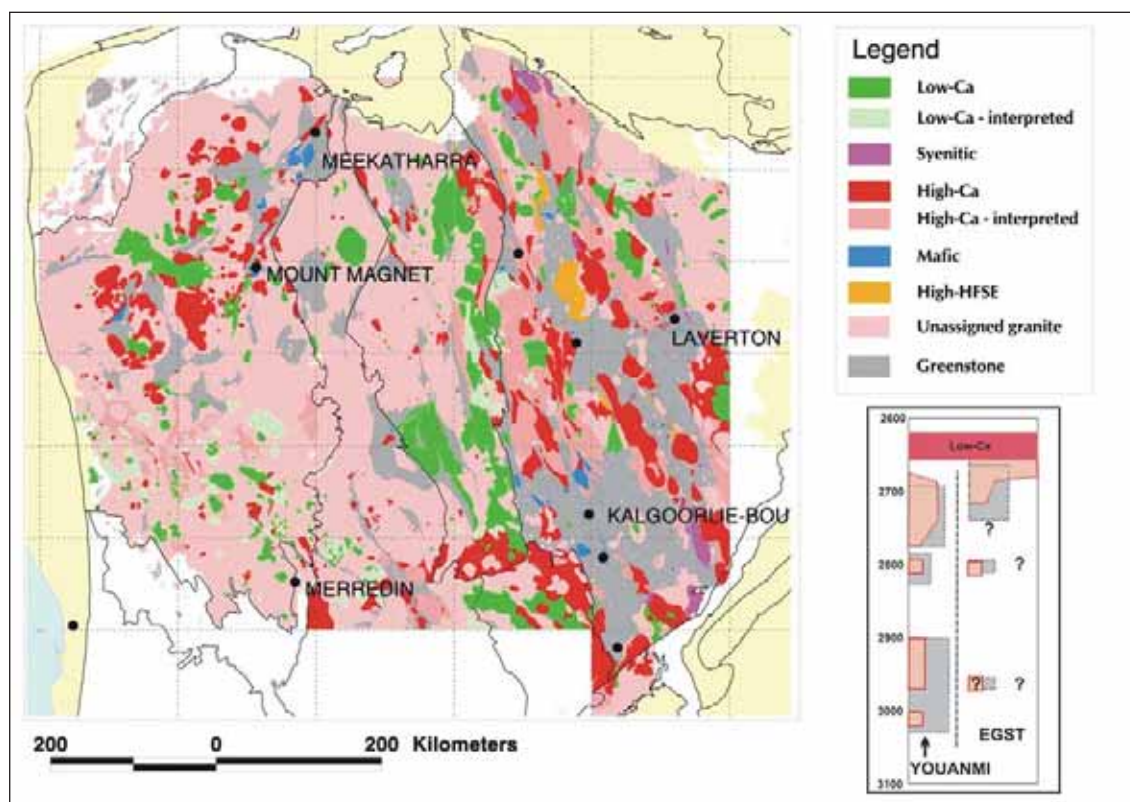 MEEKATHARRA
MOUNT MAGNET
LAVERTON
KALGOORLIE-BOU
MERREDIN
200 0 200 Kilometers
Legend
Low-Ca
Low-Ca - interpreted
Syenitic
High-Ca
High-Ca - interpreted
Mafic
High-HFSE
Unassigned granite
Greenstone
2600
Low-Ca
2700
?
2600
?
2900
? ?
3000
EGST
YOUANMI
3100